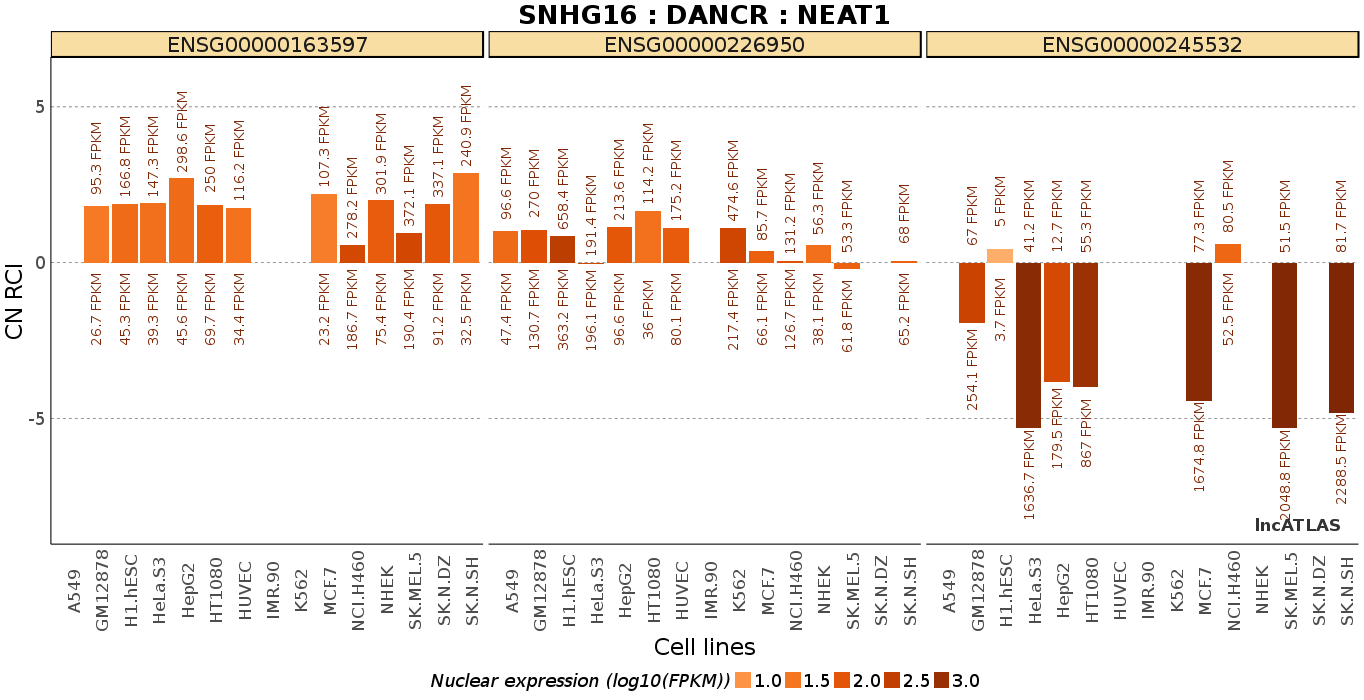 SNHG16 : DANCR : NEAT1
ENSG00000163597 ENSG00000226950 ENSG00000245532
CN RCI
5
0
-5
95.3 FPKM 166.8 FPKM 147.3 FPKM 298.6 FPKM 250 FPKM 116.2 FPKM 107.3 FPKM 278.2 FPKM 301.9 FPKM 372.1 FPKM 337.1 FPKM 240.9 FPKM
26.7 FPKM 45.3 FPKM 39.3 FPKM 45.6 FPKM 69.7 FPKM 34.4 FPKM 23.2 FPKM 186.7 FPKM 75.4 FPKM 190.4 FPKM 91.2 FPKM 32.5 FPKM
96.6 FPKM 270 FPKM 658.4 FPKM 191.4 FPKM 213.6 FPKM 114.2 FPKM 175.2 FPKM 474.6 FPKM 85.7 FPKM 131.2 FPKM 56.3 FPKM 53.3 FPKM 68 FPKM
47.4 FPKM 130.7 FPKM 363.2 FPKM 196.1 FPKM 96.6 FPKM 36 FPKM 80.1 FPKM 217.4 FPKM 66.1 FPKM 126.7 FPKM 38.1 FPKM 61.8 FPKM 65.2 FPKM
67 FPKM 5 FPKM 41.2 FPKM 12.7 FPKM 55.3 FPKM 77.3 FPKM 80.5 FPKM 51.5 FPKM 81.7 FPKM
254.1 FPKM 3.7 FPKM 1636.7 FPKM 179.5 FPKM 867 FPKM 1674.8 FPKM 52.5 FPKM 2048.8 FPKM 2288.5 FPKM
lncATLAS
A549 GM12878 H1.hESC HeLa.S3 HepG2 HT1080 HUVEC IMR.90 K562 MCF.7 NCI.H460 NHEK SK.MEL.5 SK.N.DZ SK.N.SH
A549 GM12878 H1.hESC HeLa.S3 HepG2 HT1080 HUVEC IMR.90 K562 MCF.7 NCI.H460 NHEK SK.MEL.5 SK.N.DZ SK.N.SH
A549 GM12878 H1.hESC HeLa.S3 HepG2 HT1080 HUVEC IMR.90 K562 MCF.7 NCI.H460 NHEK SK.MEL.5 SK.N.DZ SK.N.SH
Cell lines
Nuclear expression (log10(FPKM)) 1.0 1.5 2.0 2.5 3.0